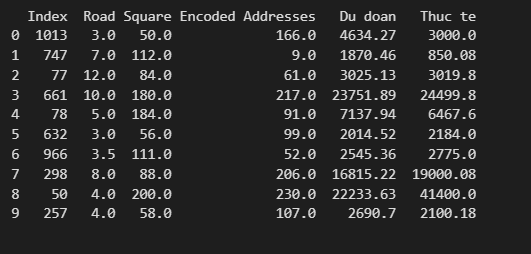 Index Road Square Encoded Addresses Du doan Thuc te
0 1013 3.0 50.0 166.0 4634.27 3000.0
1 747 7.0 112.0 9.0 1870.46 850.08
2 77 12.0 84.0 61.0 3025.13 3019.8
3 661 10.0 180.0 217.0 23751.89 24499.8
4 78 5.0 184.0 91.0 7137.94 6467.6
5 632 3.0 56.0 99.0 2014.52 2184.0
6 966 3.5 111.0 52.0 2545.36 2775.0
7 298 8.0 88.0 206.0 16815.22 19000.08
8 50 4.0 200.0 230.0 22233.63 41400.0
9 257 4.0 58.0 107.0 2690.7 2100.18